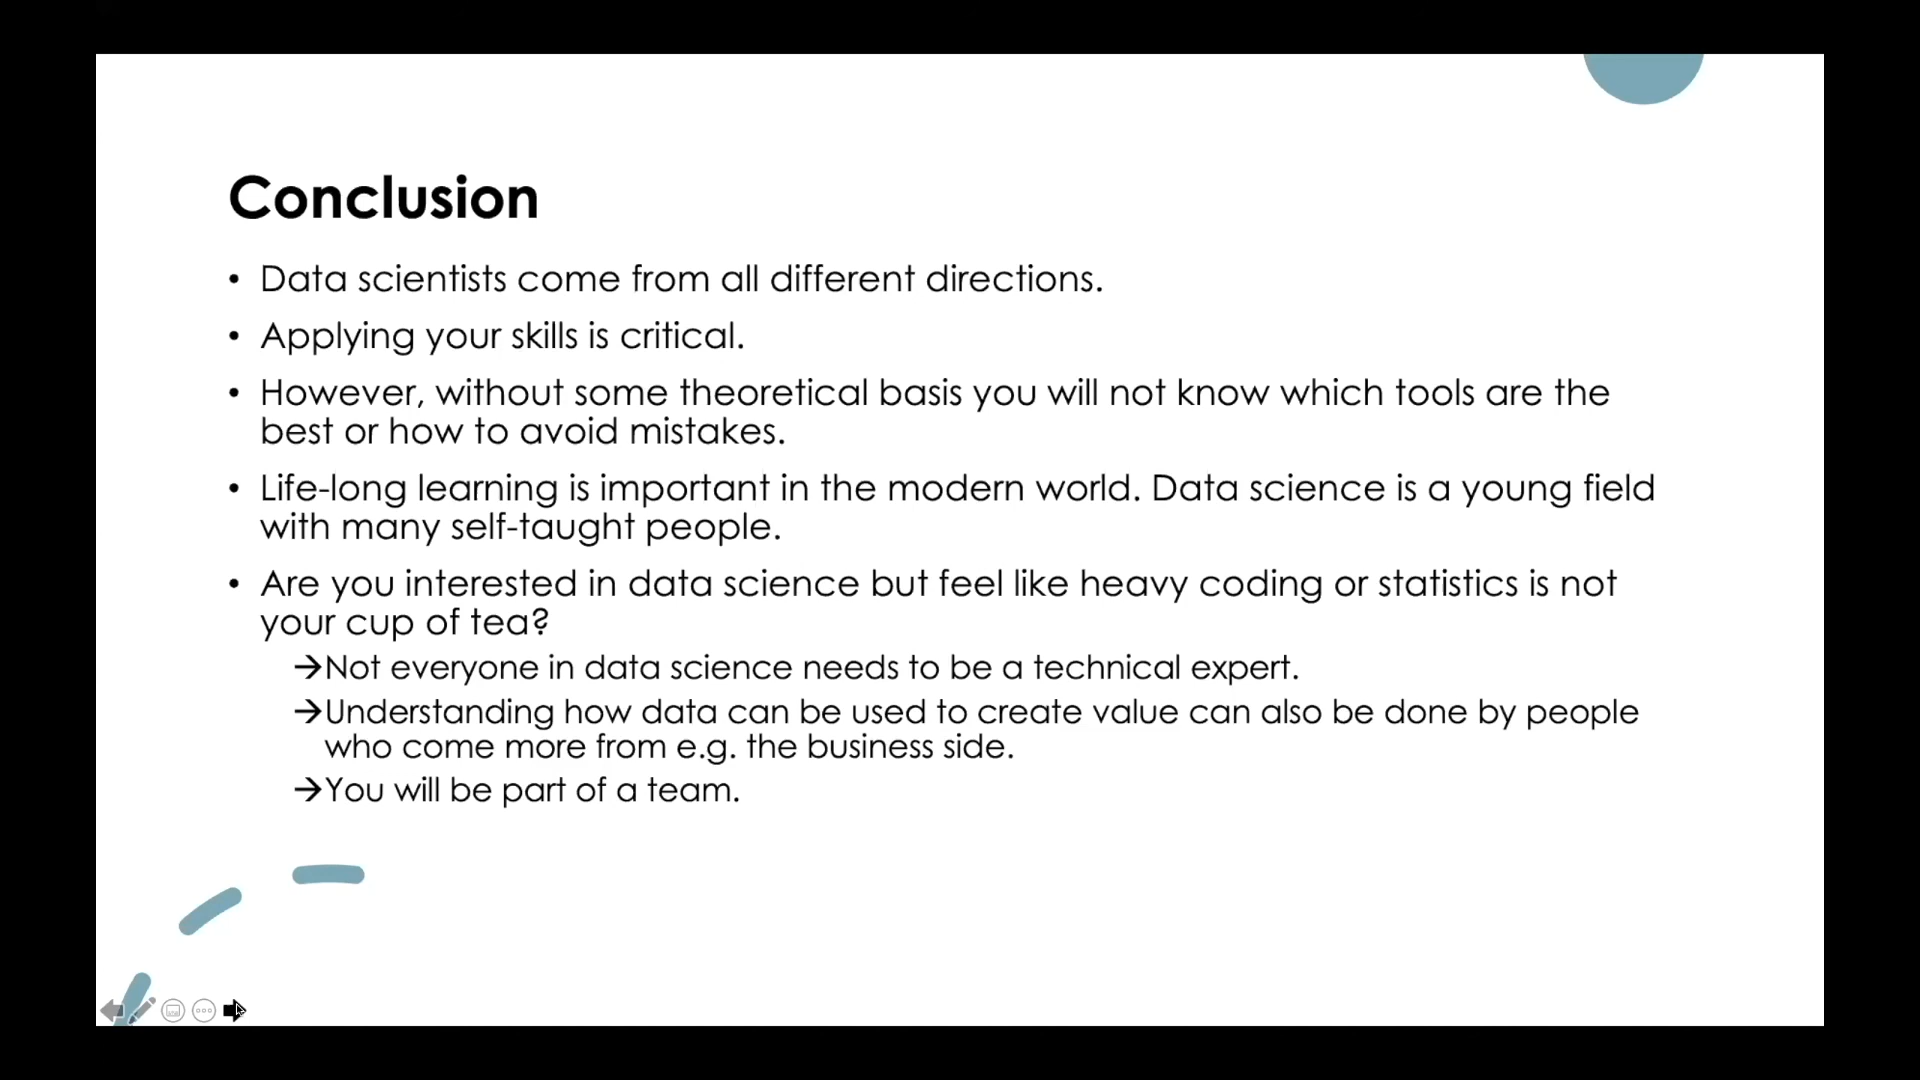 Conclusion
• Data scientists come from all different directions.
• Applying your skills is critical.
• However, without some theoretical basis you will not know which tools are the
best or how to avoid mistakes.
• Life-long learning is important in the modern world. Data science is a young field
with many self-taught people.
• Are you interested in data science but feel like heavy coding or statistics is not
your cup of tea?
→Not everyone in data science needs to be a technical expert.
→Understanding how data can be used to create value can also be done by people
who come more from e.g. the business side.
→You will be part of a team.